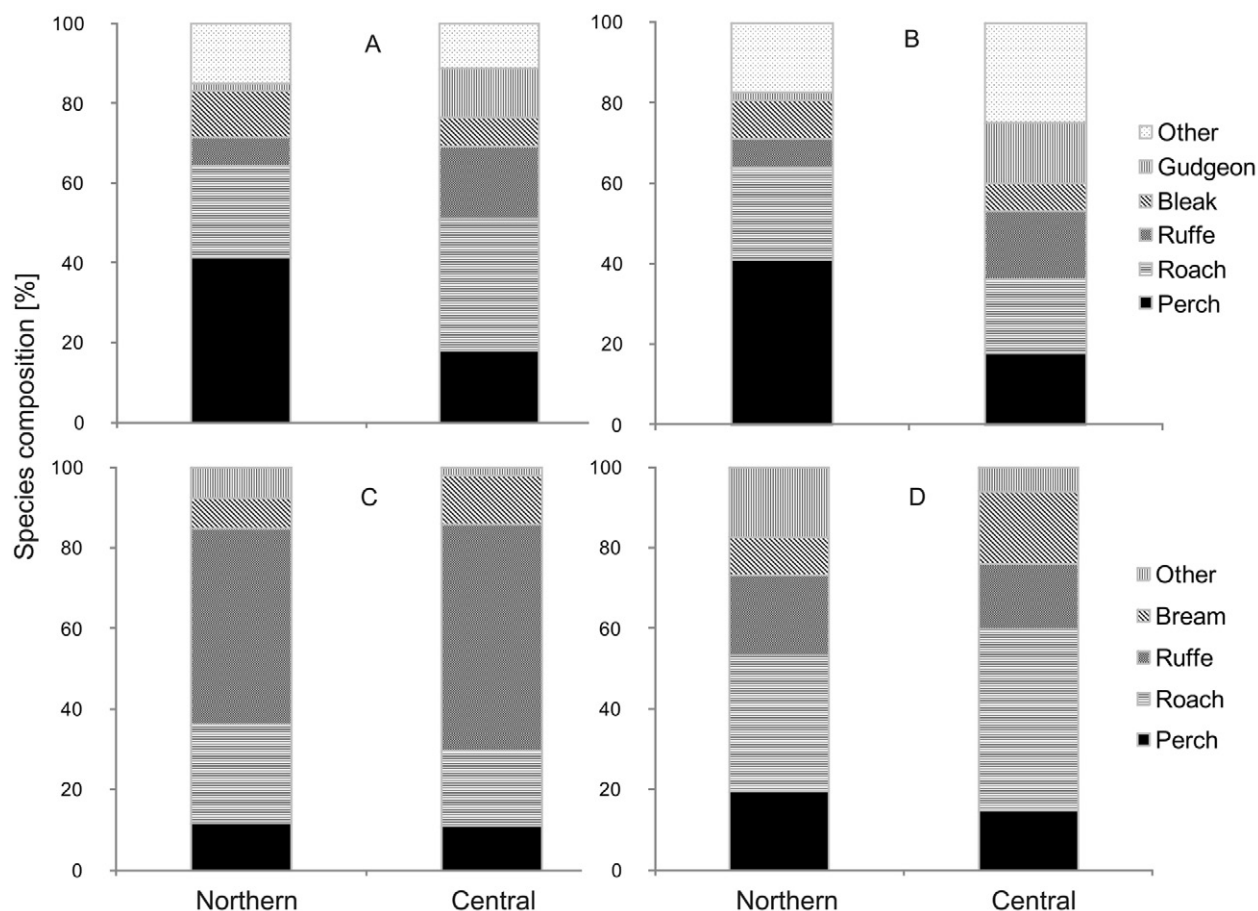 Species composition [%]
A
100
80
60
40
20
0
B
100
80
60
40
20
0
Other
Gudgeon
Bleak
Ruffe
Roach
Perch
C
100
80
60
40
20
0
Northern Central
D
100
80
60
40
20
0
Northern Central
Other
Bream
Ruffe
Roach
Perch